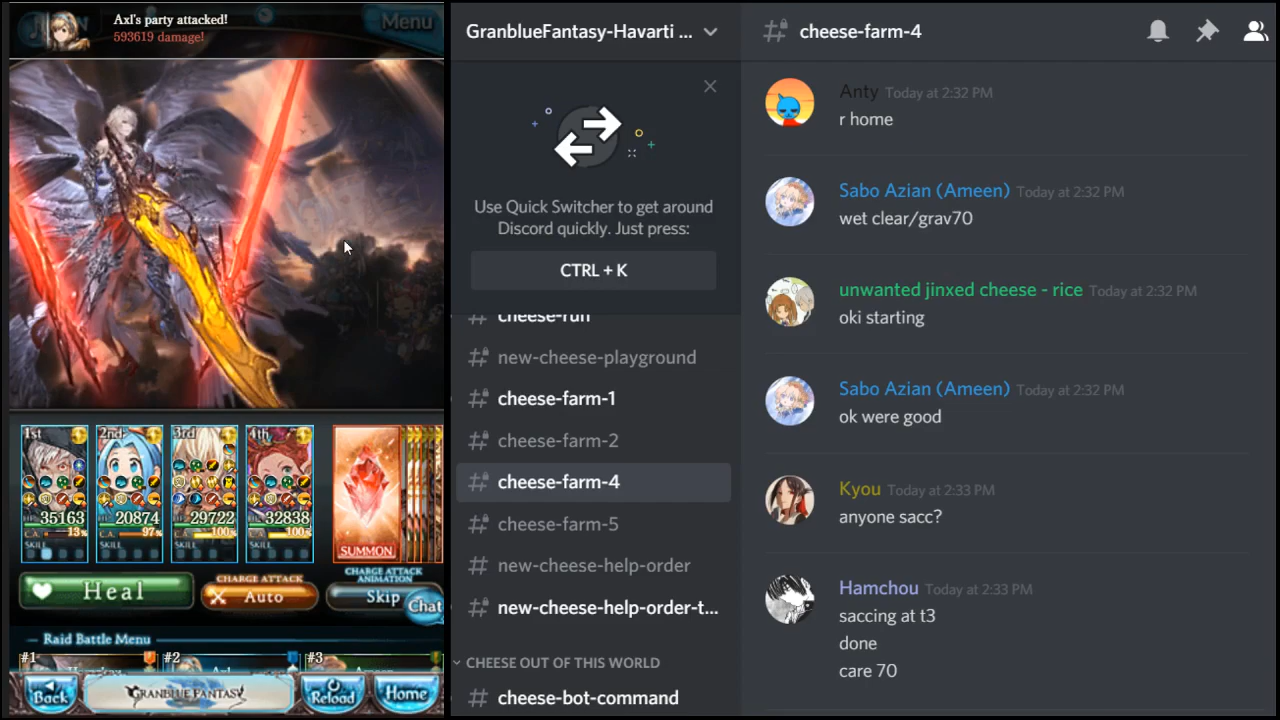 Axl's party attacked!
593619 damage!
Menu
1st
2nd
3rd
4th
35163
20874
29722
32838
C.A. 13%
C.A. 97%
C.A. 100%
C.A. 100%
SKILL
SKILL
SKILL
SKILL
SUMMON
Heal
CHARGE ATTACK
Auto
CHARGE ATTACK
ANIMATION
Skip
Chat
Raid Battle Menu
#1
#2
#3
Back
GRANBLUE FANTASY
Reload
Home
GranblueFantasy-Havarti ...
Use Quick Switcher to get around
Discord quickly. Just press:
CTRL + K
cheese-run
new-cheese-playground
cheese-farm-1
cheese-farm-2
cheese-farm-4
cheese-farm-5
new-cheese-help-order
new-cheese-help-order-t...
CHEESE OUT OF THIS WORLD
cheese-bot-command
cheese-farm-4
Anty Today at 2:32 PM
r home
Sabo Azian (Ameen) Today at 2:32 PM
wet clear/grav70
unwanted jinxed cheese - rice Today at 2:32 PM
oki starting
Sabo Azian (Ameen) Today at 2:32 PM
ok were good
Kyou Today at 2:33 PM
anyone sacc?
Hamchou Today at 2:33 PM
saccing at t3
done
care 70